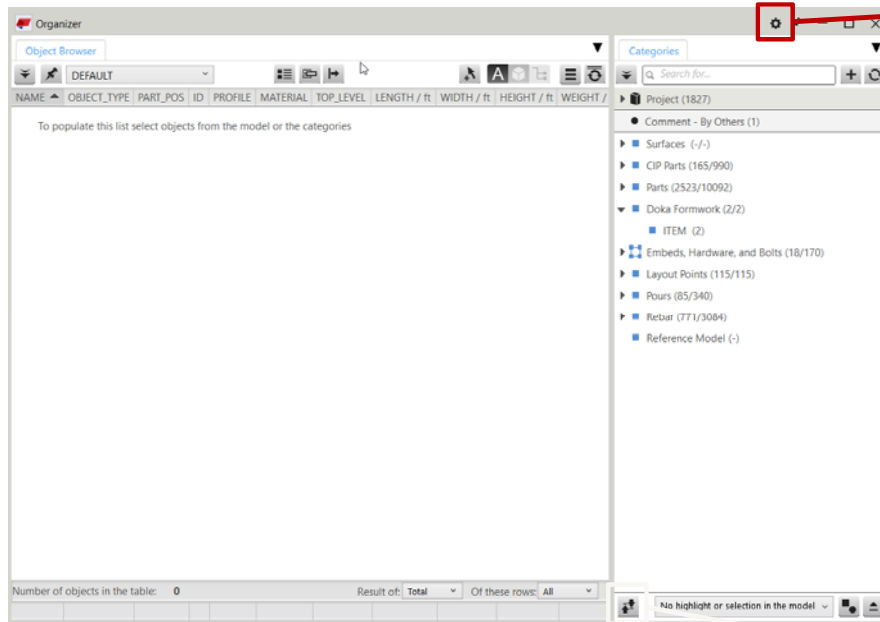 Organizer
Object Browser
Categories
DEFAULT
A
Search for...
NAME OBJECT_TYPE PART_POS ID PROFILE MATERIAL TOP_LEVEL LENGTH / ft WIDTH / ft HEIGHT / ft WEIGHT /
Project (1827)
To populate this list select objects from the model or the categories
Comment - By Others (1)
Surfaces (-/-)
CIP Parts (165/990)
Parts (2523/10092)
Doka Formwork (2/2)
ITEM (2)
Embeds, Hardware, and Bolts (18/170)
Layout Points (115/115)
Pours (85/340)
Rebar (771/3084)
Reference Model (-)
Number of objects in the table: 0 Result of: Total Of these rows: All
No highlight or selection in the model